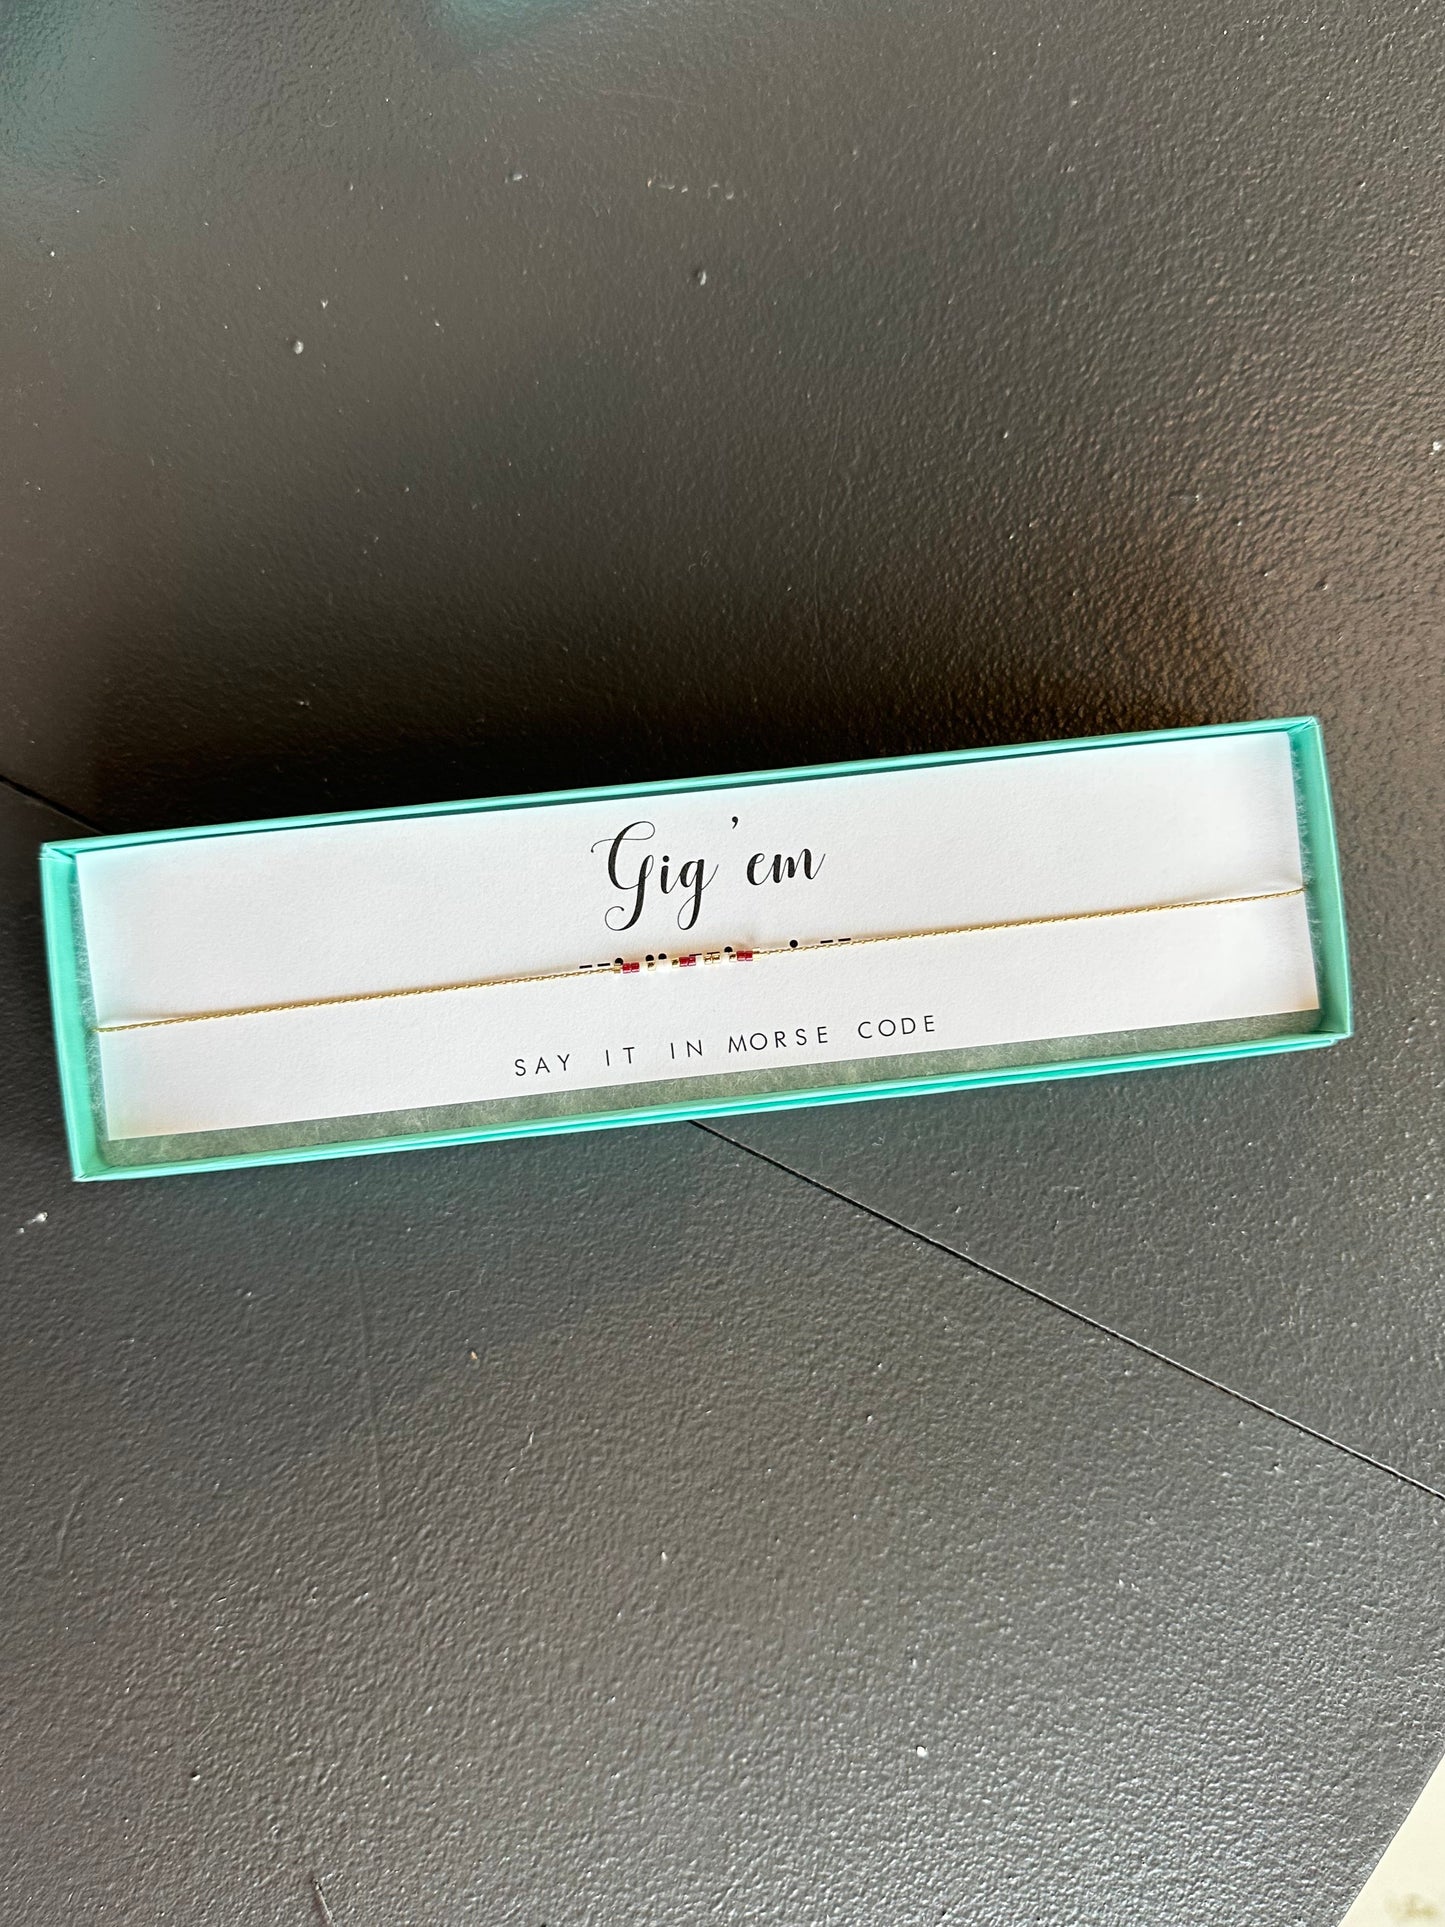 Gig'em
--. .. --. . --
SAY IT IN MORSE CODE